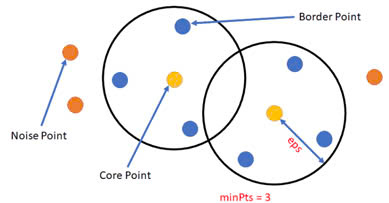 Border Point
Noise Point
Core Point
eps
minPts = 3